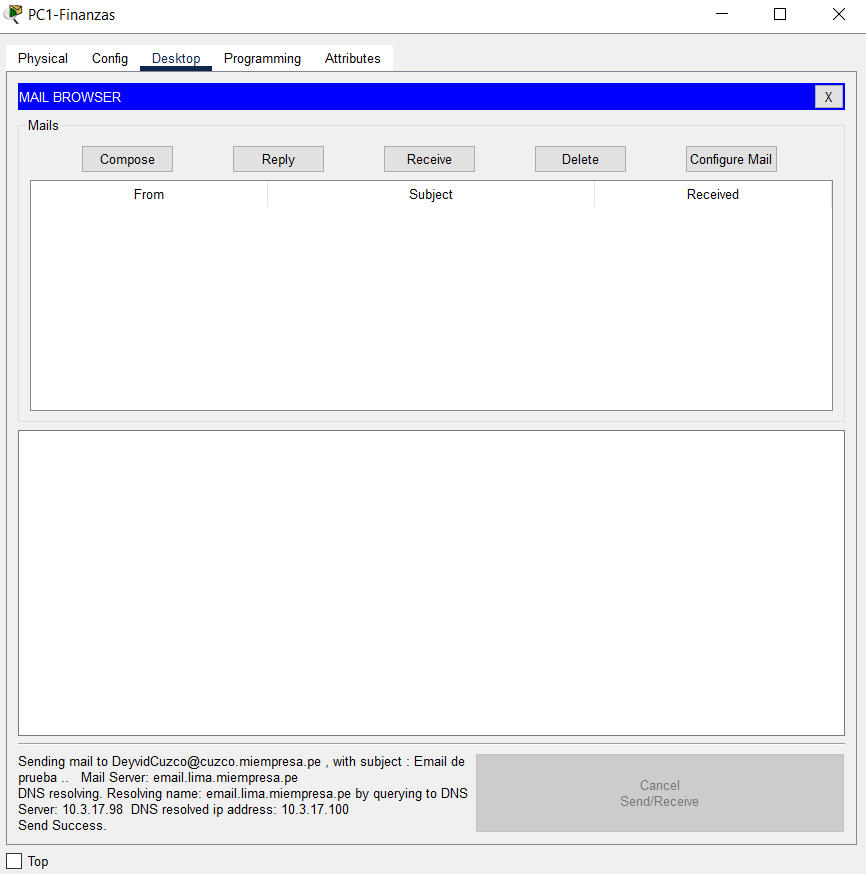 PC1-Finanzas
Physical Config Desktop Programming Attributes
MAIL BROWSER X
Mails
Compose Reply Receive Delete Configure Mail
From Subject Received
Sending mail to DeyvidCuzco@cuzco.miempresa.pe , with subject : Email de
prueba .. Mail Server: email.lima.miempresa.pe
DNS resolving. Resolving name: email.lima.miempresa.pe by querying to DNS
Server: 10.3.17.98 DNS resolved ip address: 10.3.17.100
Send Success.
Cancel
Send/Receive
Top